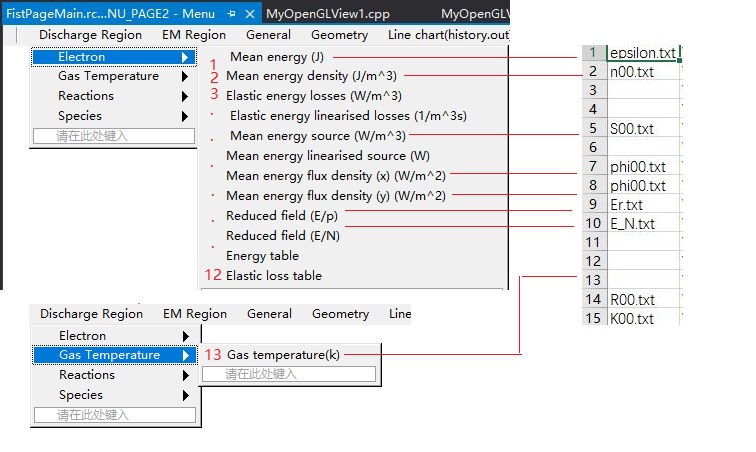 FistPageMain.rc...NU_PAGE2 - Menu MyOpenGLView1.cpp MyOpenGLV
Discharge Region EM Region General Geometry Line chart(history.out
Electron
Gas Temperature
Reactions
Species
请在此处键入
1 Mean energy (J)
2 Mean energy density (J/m^3)
3 Elastic energy losses (W/m^3)
Elastic energy linearised losses (1/m^3s)
Mean energy source (W/m^3)
Mean energy linearised source (W)
Mean energy flux density (x) (W/m^2)
Mean energy flux density (y) (W/m^2)
Reduced field (E/p)
Reduced field (E/N)
Energy table
12 Elastic loss table
1 epsilon.txt
2 n00.txt
3
4
5 S00.txt
6
7 phi00.txt
8 phi00.txt
9 Er.txt
10 E_N.txt
11
12
13
14 R00.txt
15 K00.txt
Discharge Region EM Region General Geometry Line
Electron
Gas Temperature
Reactions
Species
请在此处键入
13 Gas temperature(k)
请在此处键入